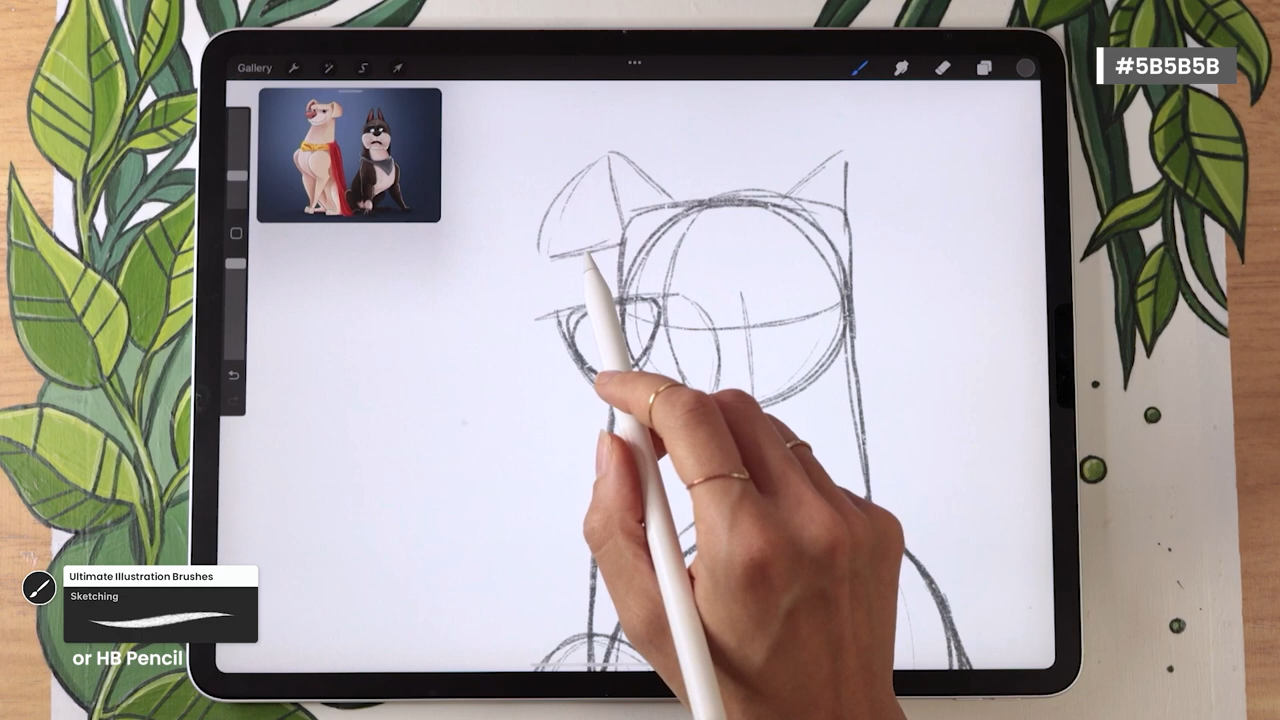 Gallery
#5B5B5B
Ultimate Illustration Brushes
Sketching
or HB Pencil